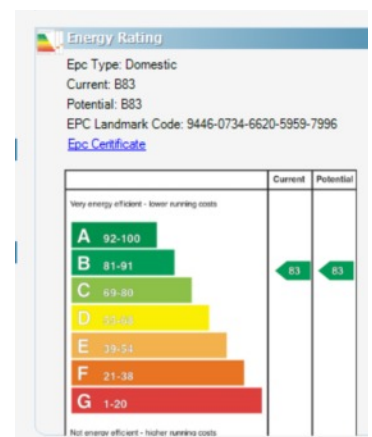 Energy Rating
Epc Type: Domestic
Current: B83
Potential: B83
EPC Landmark Code: 9446-0734-6620-5959-7996
Epc Certificate
Current Potential
Very energy efficient - lower running costs
A 92-100
B 81-91
83 83
C 69-80
D 55-68
E 39-54
F 21-38
G 1-20
Not energy efficient - higher running costs